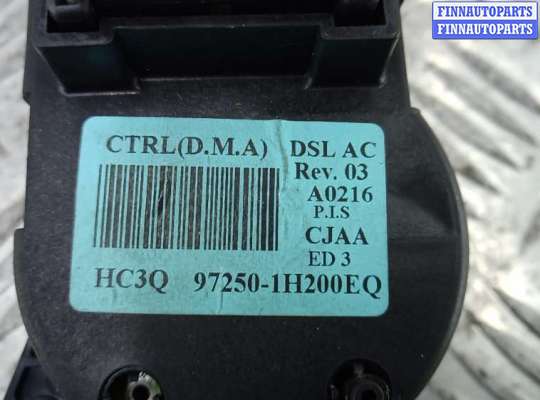 FINNAUTOPARTS
FINNAUTOPARTS
CTRL(D.M.A) DSL AC
Rev. 03
A0216
P.I.S
CJAA
ED 3
HC3Q 97250-1H200EQ